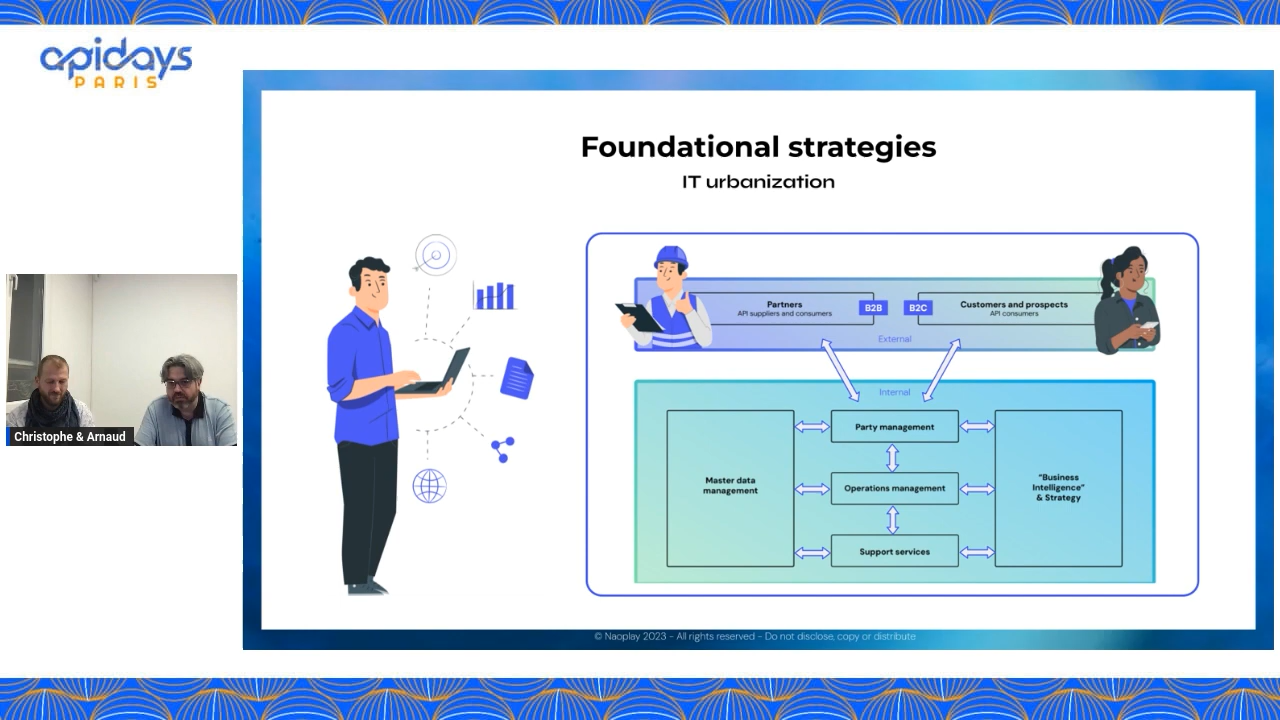 apidays
PARIS
Foundational strategies
IT urbanization
Partners
API suppliers and consumers
B2B
B2C
Customers and prospects
API consumers
External
Internal
Master data
management
Party management
Operations management
Support services
"Business
Intelligence"
& Strategy
Christophe & Arnaud
© Naoplay 2023 - All rights reserved - Do not disclose, copy or distribute